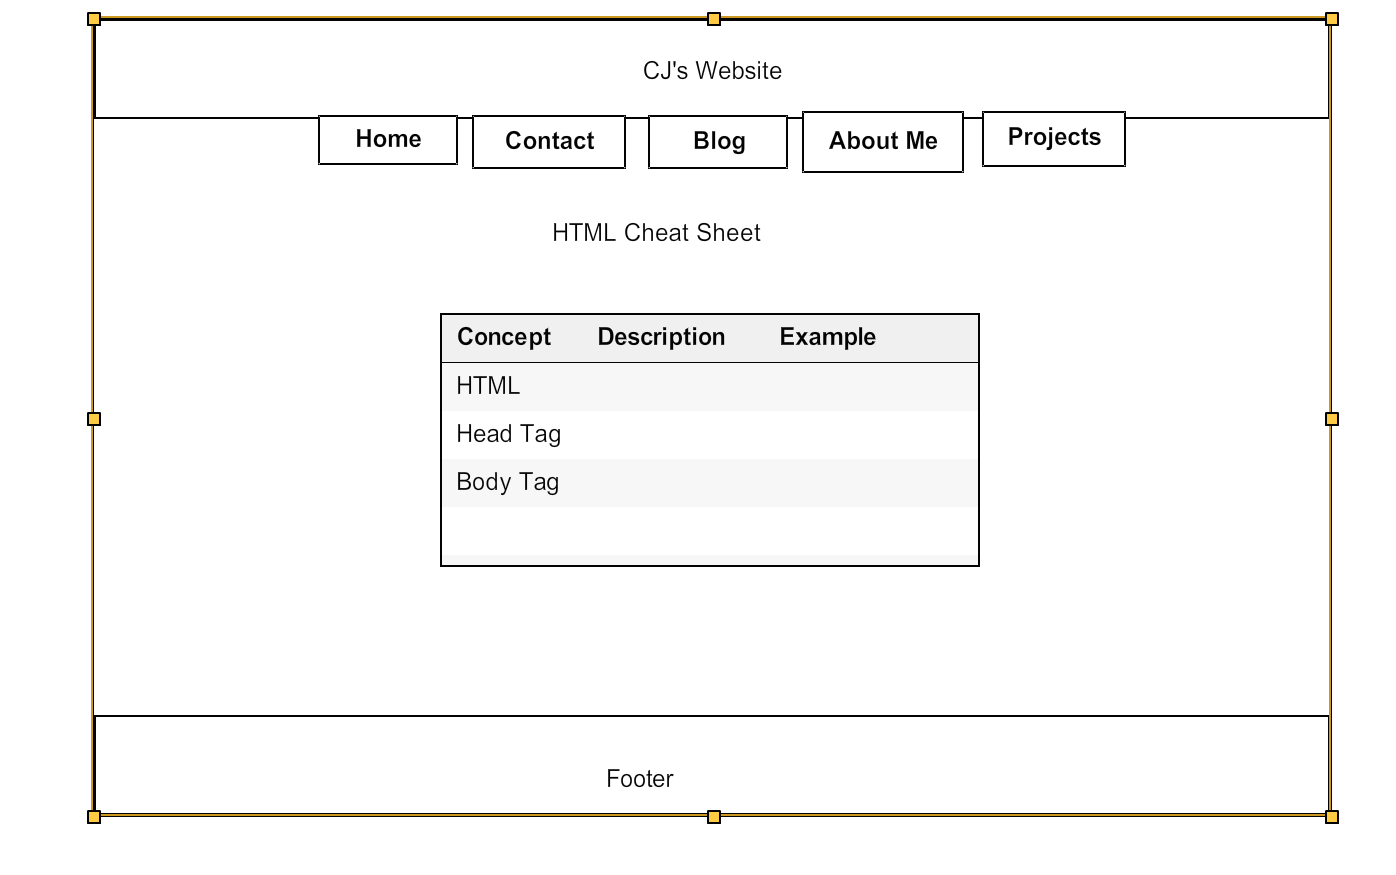 CJ's Website
Home Contact Blog About Me Projects
HTML Cheat Sheet
Concept Description Example
HTML
Head Tag
Body Tag
Footer